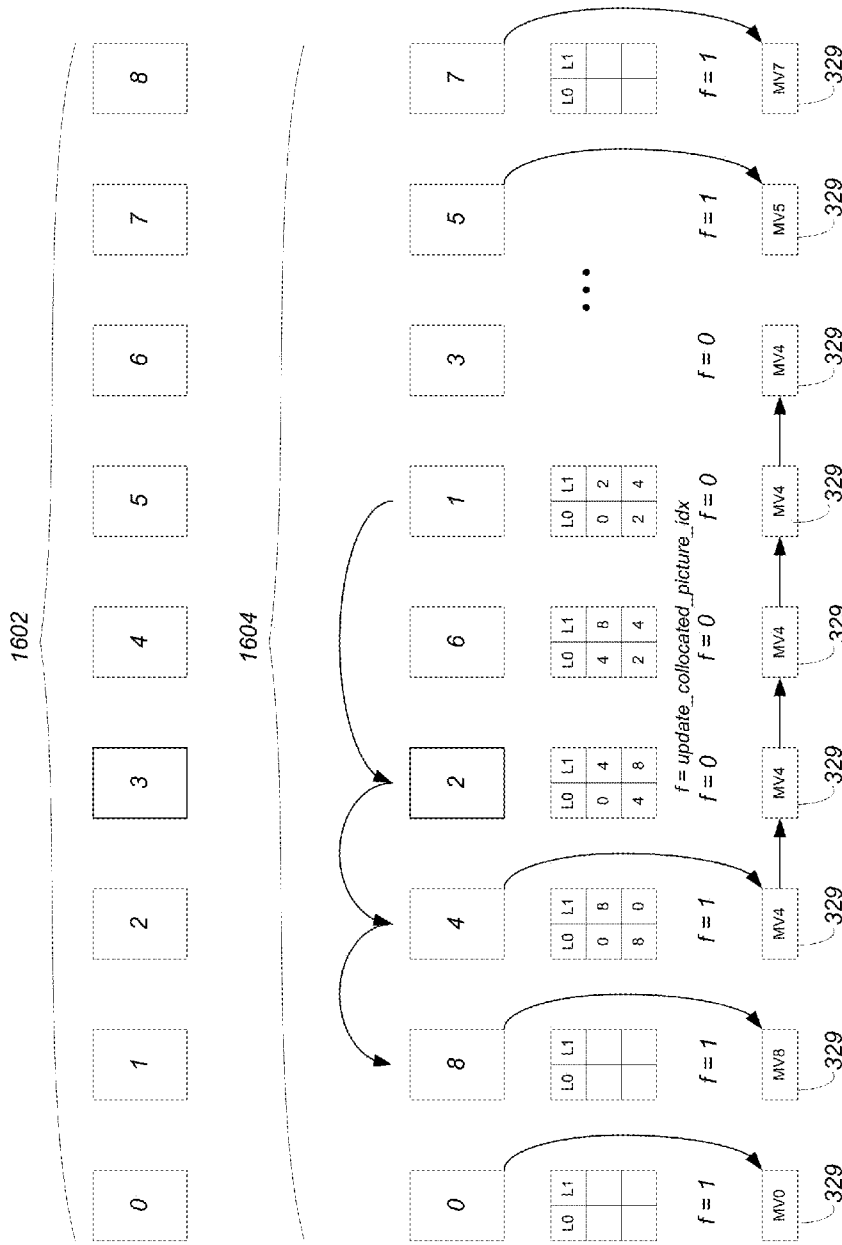 1602
0 1 2 3 4 5 6 7 8
1604
0 8 4 2 6 1 3 5 7
L0 L1 L0 L1 L0 L1 L0 L1 L0 L1 L0 L1 L0 L1
0 8 0 4 4 8 0 2 •••
8 0 4 8 2 4 2 4
f = update_collocated_picture_idx
f = 1 f = 1 f = 1 f = 0 f = 0 f = 0 f = 0 f = 1 f = 1
MV0 MV8 MV4 MV4 MV4 MV4 MV4 MV5 MV7
329 329 329 329 329 329 329 329 329